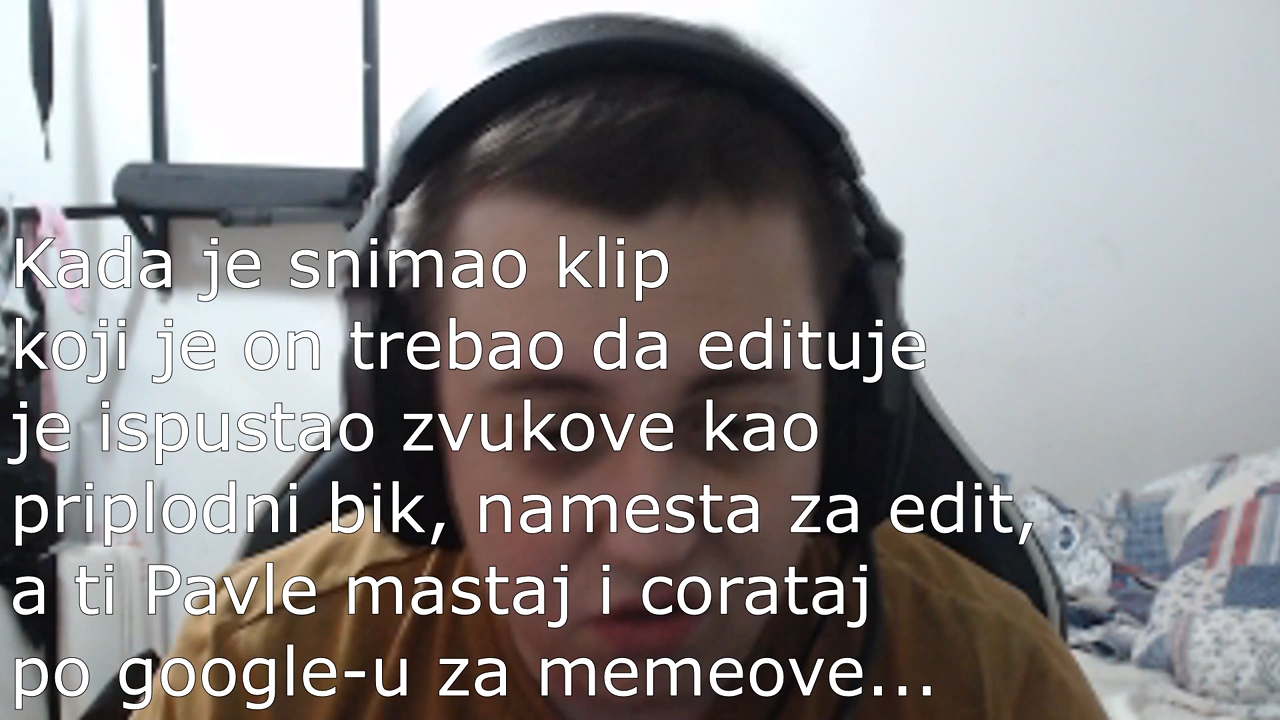 Kada je snimao klip
koji je on trebao da edituje
je ispustao zvukove kao
priplodni bik, namesta za edit,
a ti Pavle mastaj i corataj
po google-u za memeove...